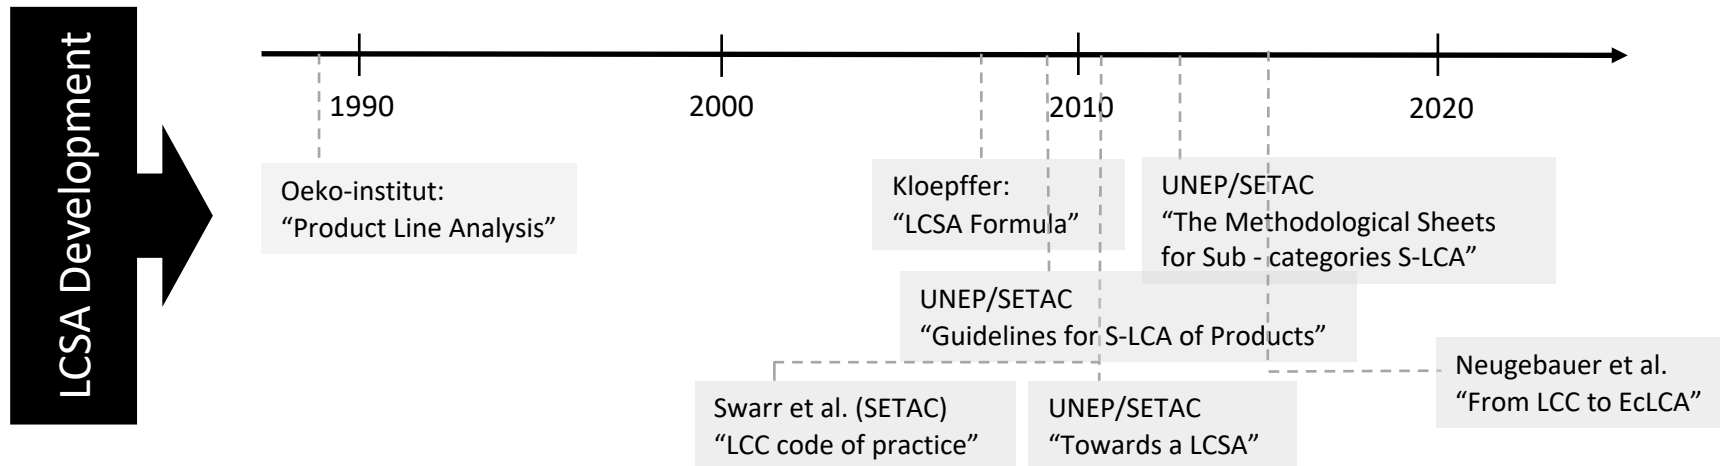 LCSA Development
1990
2000
2010
2020
Oeko-institut:
“Product Line Analysis”
Kloepffer:
“LCSA Formula”
UNEP/SETAC
“The Methodological Sheets
for Sub - categories S-LCA”
UNEP/SETAC
“Guidelines for S-LCA of Products”
Swarr et al. (SETAC)
“LCC code of practice”
UNEP/SETAC
“Towards a LCSA”
Neugebauer et al.
“From LCC to EcLCA”